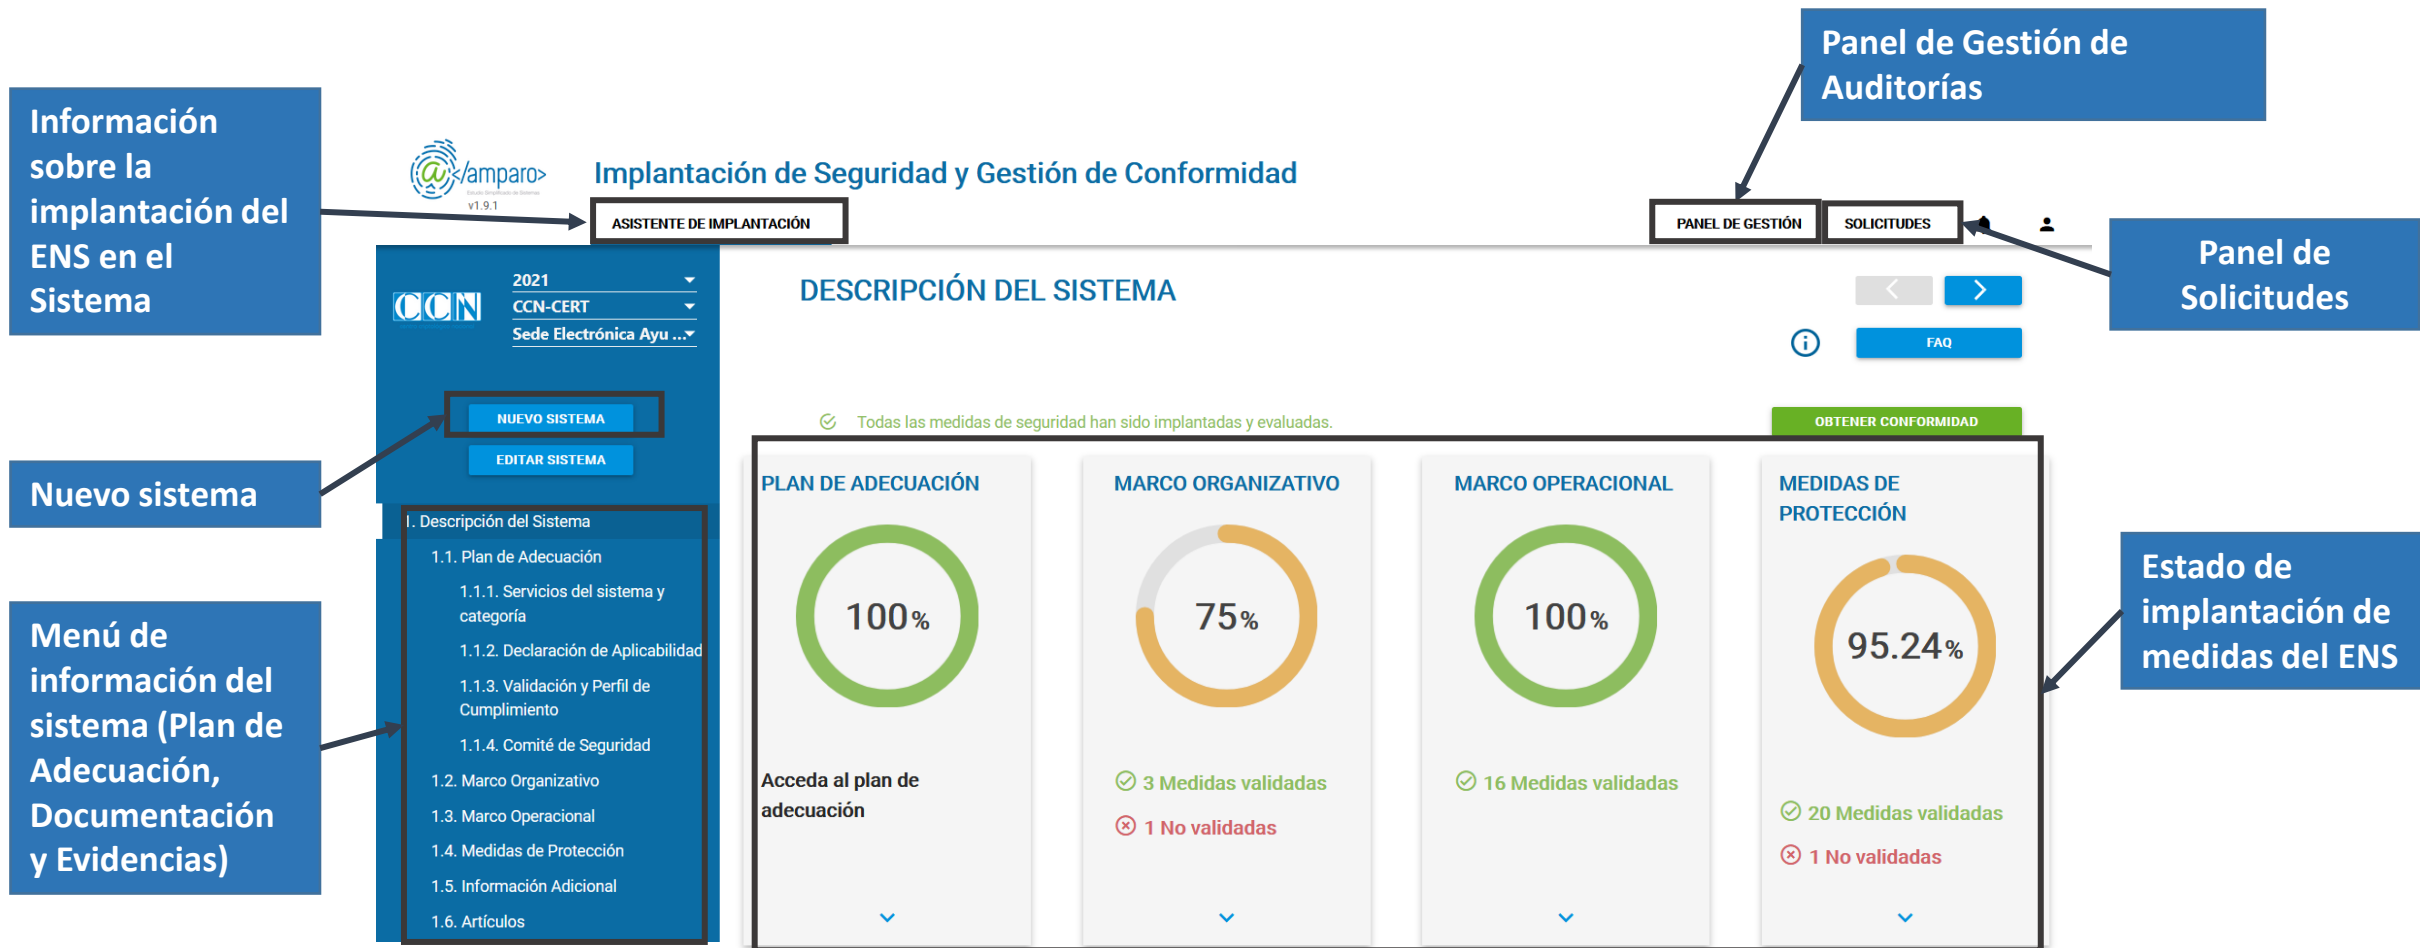 Panel de Gestión de
Auditorías
Información
sobre la
implantación del
ENS en el
Sistema
@</amparo>
v1.9.1
Implantación de Seguridad y Gestión de Conformidad
ASISTENTE DE IMPLANTACIÓN
PANEL DE GESTIÓN
SOLICITUDES
Panel de
Solicitudes
CCN
2021
CCN-CERT
Sede Electrónica Ayu ...
DESCRIPCIÓN DEL SISTEMA
FAQ
NUEVO SISTEMA
EDITAR SISTEMA
Nuevo sistema
Todas las medidas de seguridad han sido implantadas y evaluadas.
OBTENER CONFORMIDAD
1. Descripción del Sistema
1.1. Plan de Adecuación
1.1.1. Servicios del sistema y
categoría
1.1.2. Declaración de Aplicabilidad
1.1.3. Validación y Perfil de
Cumplimiento
1.1.4. Comité de Seguridad
1.2. Marco Organizativo
1.3. Marco Operacional
1.4. Medidas de Protección
1.5. Información Adicional
1.6. Artículos
Menú de
información del
sistema (Plan de
Adecuación,
Documentación
y Evidencias)
PLAN DE ADECUACIÓN
100%
Acceda al plan de
adecuación
MARCO ORGANIZATIVO
75%
3 Medidas validadas
1 No validadas
MARCO OPERACIONAL
100%
16 Medidas validadas
MEDIDAS DE
PROTECCIÓN
95.24%
20 Medidas validadas
1 No validadas
Estado de
implantación de
medidas del ENS